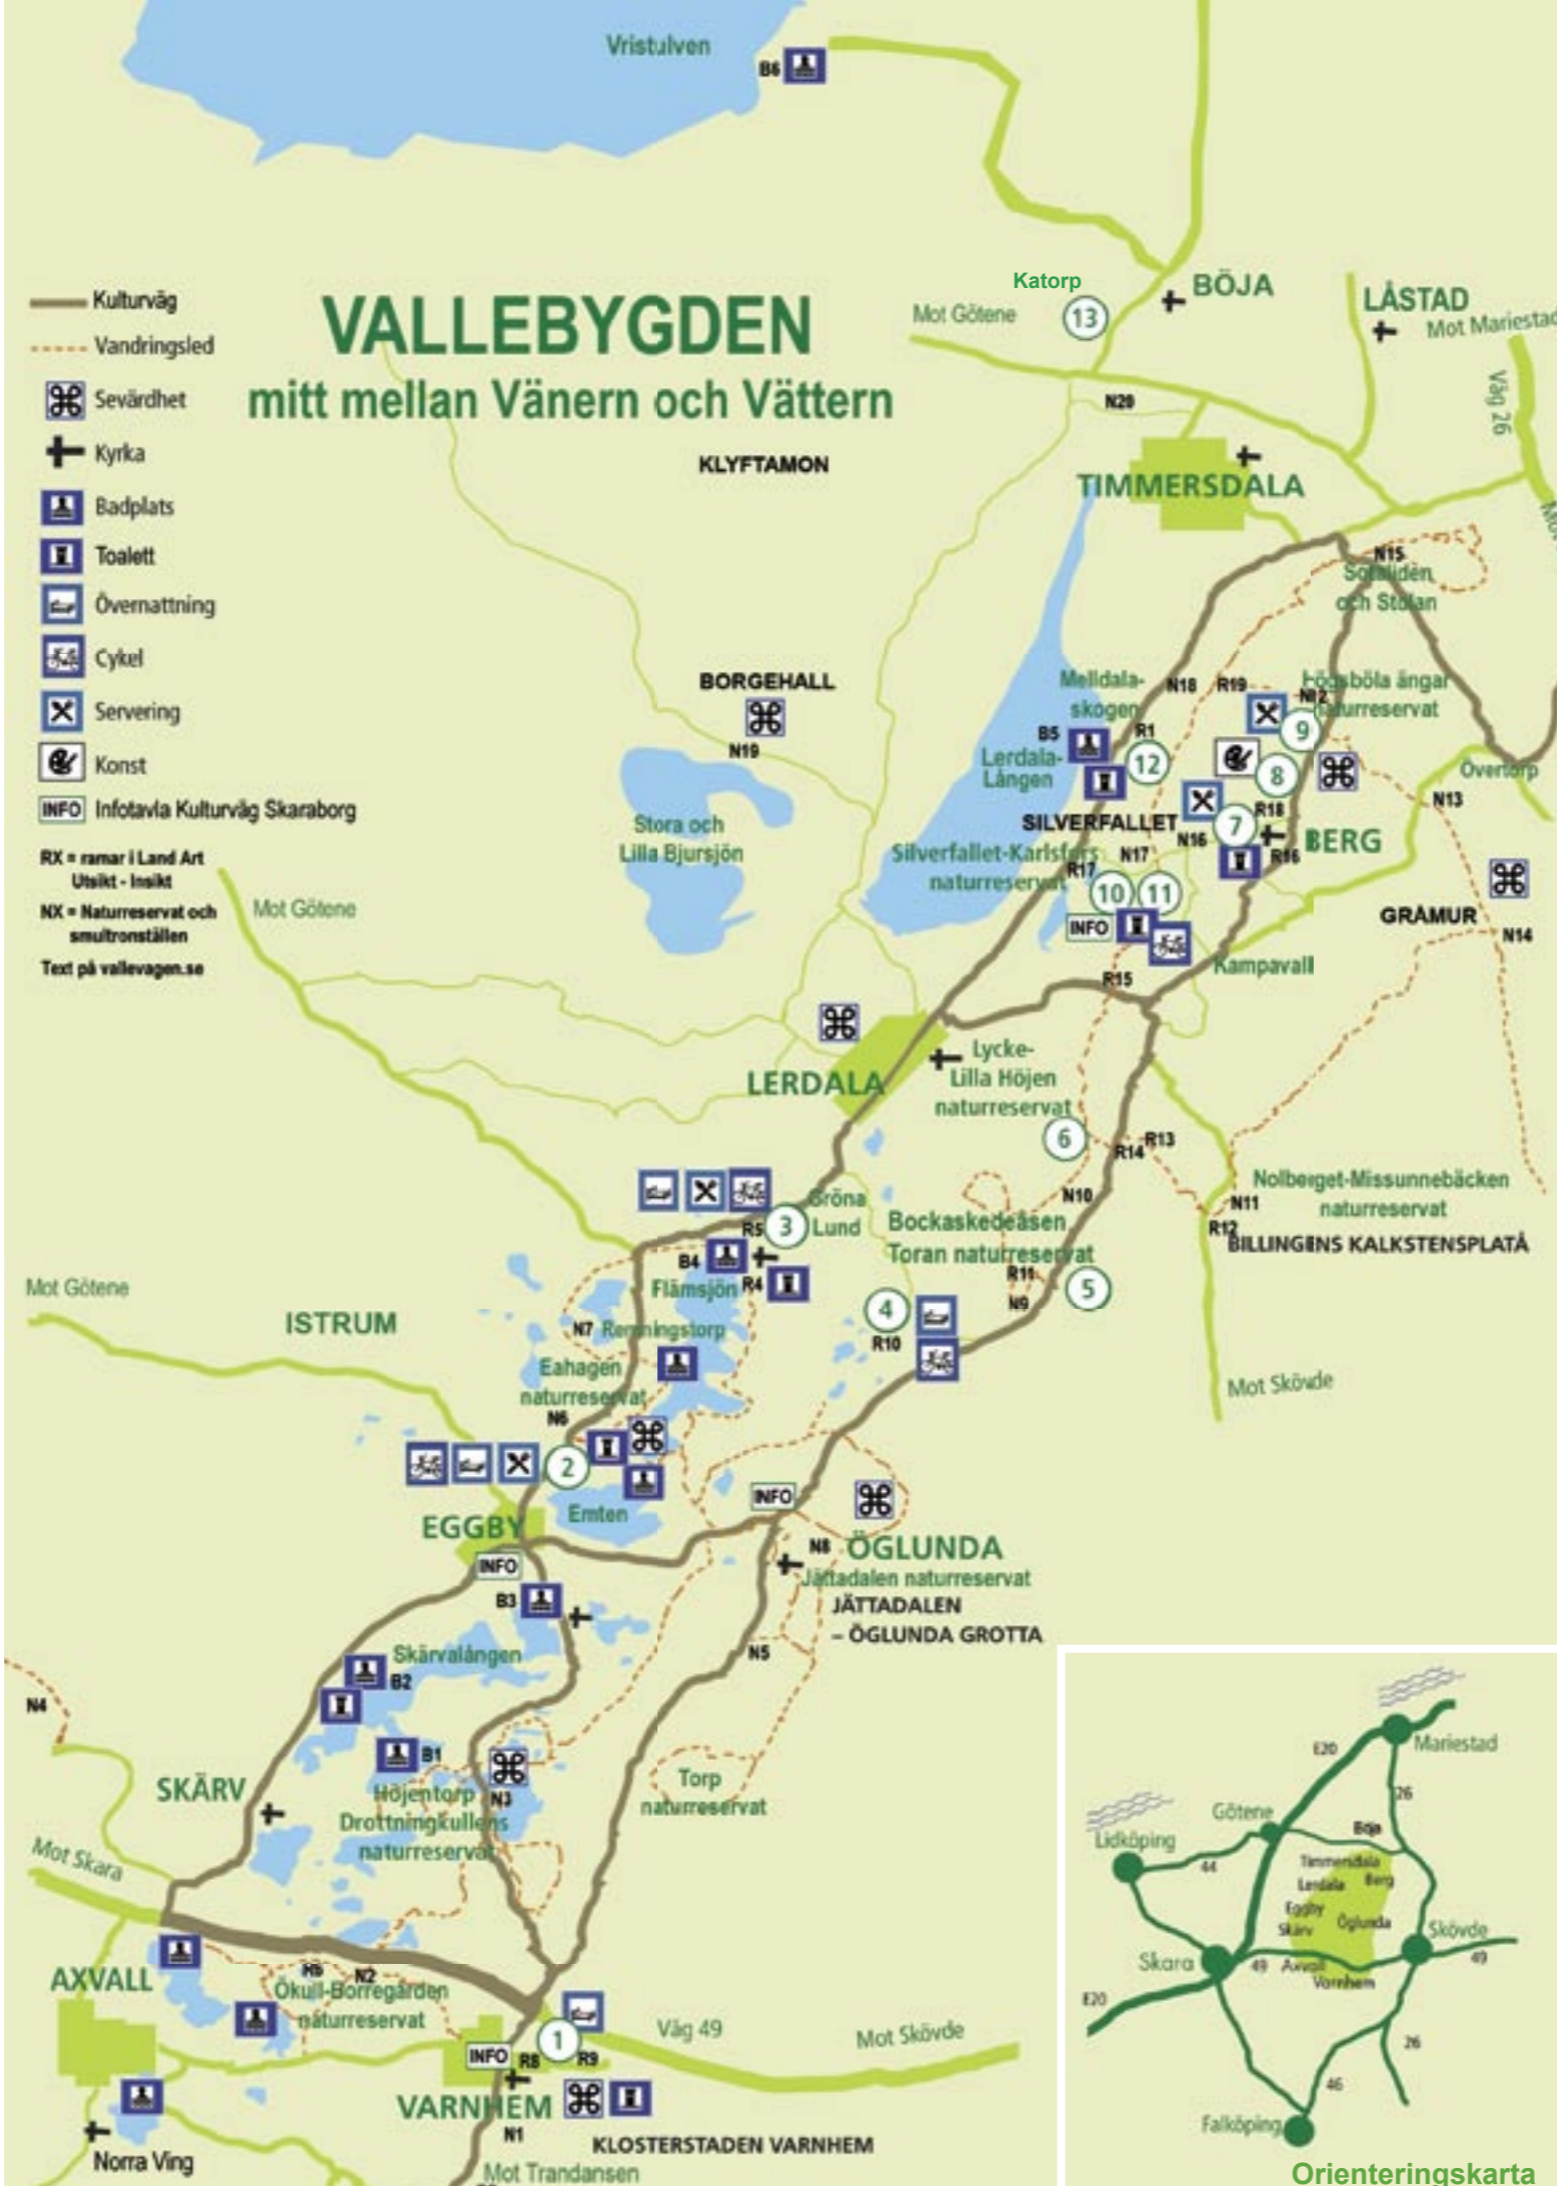 Vristulven
B6
Katorp
BÖJA
LÅSTAD
Mot Götene
13
Mot Mariestad
Väg 26
Kulturväg
Vandringsled
Sevärdhet
Kyrka
Badplats
Toalett
Övernattning
Cykel
Servering
Konst
INFO Infotavla Kulturväg Skaraborg
RX = ramar i Land Art
Utsikt - Insikt
NX = Naturreservat och
smultronställen
Text på vallevagen.se
VALLEBYGDEN
mitt mellan Vänern och Vättern
KLYFTAMON
N20
TIMMERSDALA
N15
och Stolan
BORGEHALL
N19
Melldala-
skogen
N18
R19
Högsböla ängar
naturreservat
N12
9
B5
R1
Lerdala-
Lången
12
8
Övertorp
N13
SILVERFALLET
R18
7
N16
BERG
R16
Stora och
Lilla Bjursjön
Silverfallet-Karlsfors
naturreservat
N17
R17
10
11
INFO
GRÅMUR
N14
Kampavall
R15
Mot Götene
LERDALA
Lycke-
Lilla Höjen
naturreservat
6
R14
R13
N10
Nolberget-Missunnebäcken
naturreservat
N11
R12
BILLINGENS KALKSTENSPLATÅ
Gröna
Lund
3
R5
B4
Flämsjön
R4
Bockaskedeåsen
Toran naturreservat
R11
N9
5
4
R10
Mot Götene
ISTRUM
N7
Remningstorp
Eahagen
naturreservat
N6
2
Mot Skövde
Emten
EGGBY
INFO
INFO
N8
ÖGLUNDA
Jättadalen naturreservat
JÄTTADALEN
– ÖGLUNDA GROTTA
B3
Skärvalången
B2
N5
N4
B1
SKÄRV
Höjentorp
Drottningkullens
naturreservat
N3
Torp
naturreservat
Mot Skara
AXVALL
N2
Ökull-Borregården
naturreservat
INFO
1
R8
R9
Väg 49
Mot Skövde
VARNHEM
KLOSTERSTADEN VARNHEM
N1
Mot Trandansen
Norra Ving
Mariestad
E20
26
Götene
Böja
Lidköping
44
Timmersdala
Lerdala
Berg
Eggby
Skärv
Öglunda
Skövde
Skara
49
Axvall
Varnhem
49
E20
26
46
Falköping
Orienteringskarta